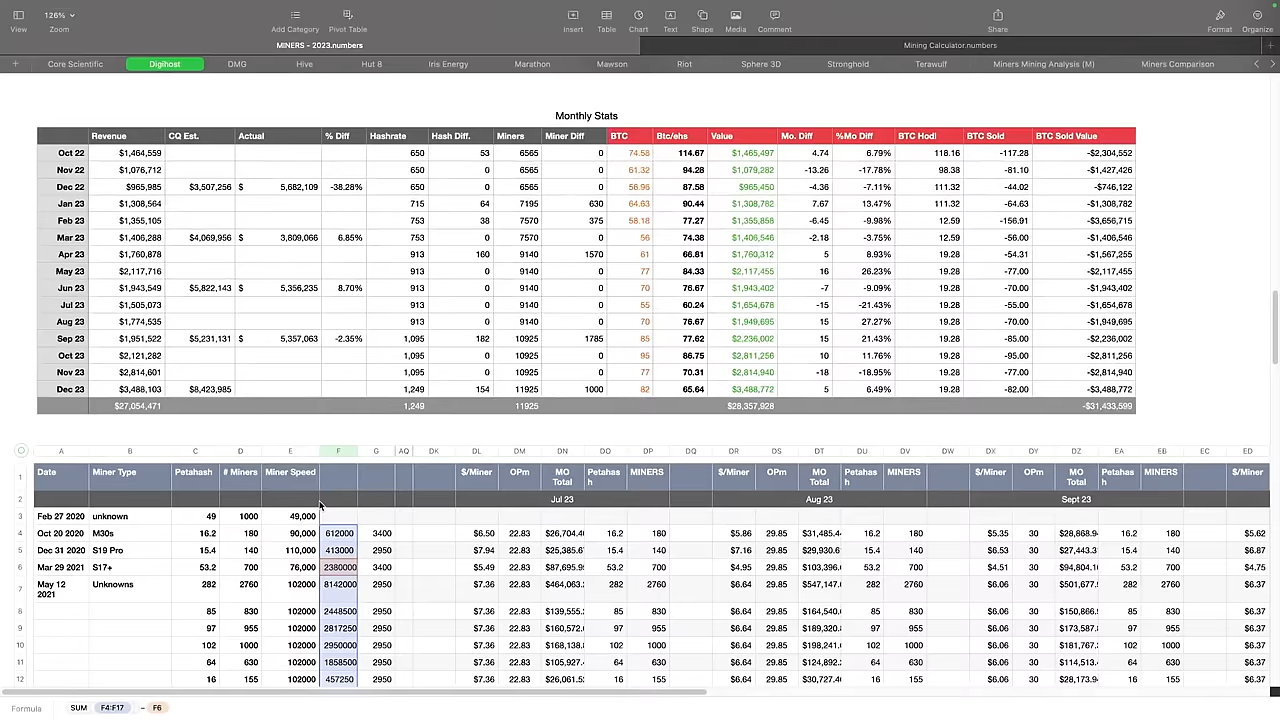 126%
View Zoom Add Category Pivot Table Insert Table Chart Text Shape Media Comment Share Format Organize
MINERS - 2023.numbers Mining Calculator.numbers
Core Scientific Digihost DMG Hive Hut 8 Iris Energy Marathon Mawson Riot Sphere 3D Stronghold Terawulf Miners Mining Analysis (M) Miners Comparison
Monthly Stats
Revenue CQ Est. Actual % Diff Hashrate Hash Diff. Miners Miner Diff BTC Btc/ehs Value Mo. Diff %Mo Diff BTC Hodl BTC Sold BTC Sold Value
Oct 22 $1,464,559 650 53 6565 0 74.58 114.67 $1,465,497 4.74 6.79% 118.16 -117.28 -$2,304,552
Nov 22 $1,076,712 650 0 6565 0 61.32 94.28 $1,079,282 -13.26 -17.78% 98.38 -81.10 -$1,427,426
Dec 22 $965,985 $3,507,256 $ 5,682,109 -38.28% 650 0 6565 0 56.96 87.58 $965,450 -4.36 -7.11% 111.32 -44.02 -$746,122
Jan 23 $1,308,564 715 64 7195 630 64.63 90.44 $1,308,782 7.67 13.47% 111.32 -64.63 -$1,308,782
Feb 23 $1,355,105 753 38 7570 375 58.18 77.27 $1,355,858 -6.45 -9.98% 12.59 -156.91 -$3,656,715
Mar 23 $1,406,288 $4,069,956 $ 3,809,066 6.85% 753 0 7570 0 56 74.38 $1,406,546 -2.18 -3.75% 12.59 -56.00 -$1,406,546
Apr 23 $1,760,878 913 160 9140 1570 61 66.81 $1,760,312 5 8.93% 19.28 -54.31 -$1,567,255
May 23 $2,117,716 913 0 9140 0 77 84.33 $2,117,455 16 26.23% 19.28 -77.00 -$2,117,455
Jun 23 $1,943,549 $5,822,143 $ 5,356,235 8.70% 913 0 9140 0 70 76.67 $1,943,402 -7 -9.09% 19.28 -70.00 -$1,943,402
Jul 23 $1,505,073 913 0 9140 0 55 60.24 $1,654,678 -15 -21.43% 19.28 -55.00 -$1,654,678
Aug 23 $1,774,535 913 0 9140 0 70 76.67 $1,949,695 15 27.27% 19.28 -70.00 -$1,949,695
Sep 23 $1,951,522 $5,231,131 $ 5,357,063 -2.35% 1,095 182 10925 1785 85 77.62 $2,236,002 15 21.43% 19.28 -85.00 -$2,236,002
Oct 23 $2,121,282 1,095 0 10925 0 95 86.75 $2,811,256 10 11.76% 19.28 -95.00 -$2,811,256
Nov 23 $2,814,601 1,095 0 10925 0 77 70.31 $2,814,940 -18 -18.95% 19.28 -77.00 -$2,814,940
Dec 23 $3,488,103 $8,423,985 1,249 154 11925 1000 82 65.64 $3,488,772 5 6.49% 19.28 -82.00 -$3,488,772
$27,054,471 1,249 11925 $28,357,928 -$31,433,599
A B C D E F G AQ DK DL DM DN DO DP DQ DR DS DT DU DV DW DX DY DZ EA EB EC ED
1 Date Miner Type Petahash # Miners Miner Speed $/Miner OPm MO Total Petahas h MINERS $/Miner OPm MO Total Petahas h MINERS $/Miner OPm MO Total Petahas h MINERS $/Miner
2 Jul 23 Aug 23 Sept 23
3 Feb 27 2020 unknown 49 1000 49,000
4 Oct 20 2020 M30s 16.2 180 90,000 612000 3400 $6.50 22.83 $26,704.4 16.2 180 $5.86 29.85 $31,485.4 16.2 180 $5.53 30 $28,868.9 16.2 180 $5.62
5 Dec 31 2020 S19 Pro 15.4 140 110,000 413000 2950 $7.94 22.83 $25,385.6 15.4 140 $7.16 29.85 $29,930.6 15.4 140 $6.53 30 $27,443.3 15.4 140 $6.87
6 Mar 29 2021 S17+ 53.2 700 76,000 2380000 3400 $5.49 22.83 $87,695.9 53.2 700 $4.95 29.85 $103,396. 53.2 700 $4.51 30 $94,804.1 53.2 700 $4.75
7 May 12 2021 Unknowns 282 2760 102000 8142000 2950 $7.36 22.83 $464,063. 282 2760 $6.64 29.85 $547,147. 282 2760 $6.06 30 $501,677. 282 2760 $6.37
8 85 830 102000 2448500 2950 $7.36 22.83 $139,555. 85 830 $6.64 29.85 $164,540. 85 830 $6.06 30 $150,866. 85 830 $6.37
9 97 955 102000 2817250 2950 $7.36 22.83 $160,572. 97 955 $6.64 29.85 $189,320. 97 955 $6.06 30 $173,587. 97 955 $6.37
10 102 1000 102000 2950000 2950 $7.36 22.83 $168,138. 102 1000 $6.64 29.85 $198,241. 102 1000 $6.06 30 $181,767. 102 1000 $6.37
11 64 630 102000 1858500 2950 $7.36 22.83 $105,927. 64 630 $6.64 29.85 $124,892. 64 630 $6.06 30 $114,513. 64 630 $6.37
12 16 155 102000 457250 2950 $7.36 22.83 $26,061. 16 155 $6.64 29.85 $30,727. 16 155 $6.06 30 $28,173. 16 155 $6.37
Formula SUM F4:F17 - F6